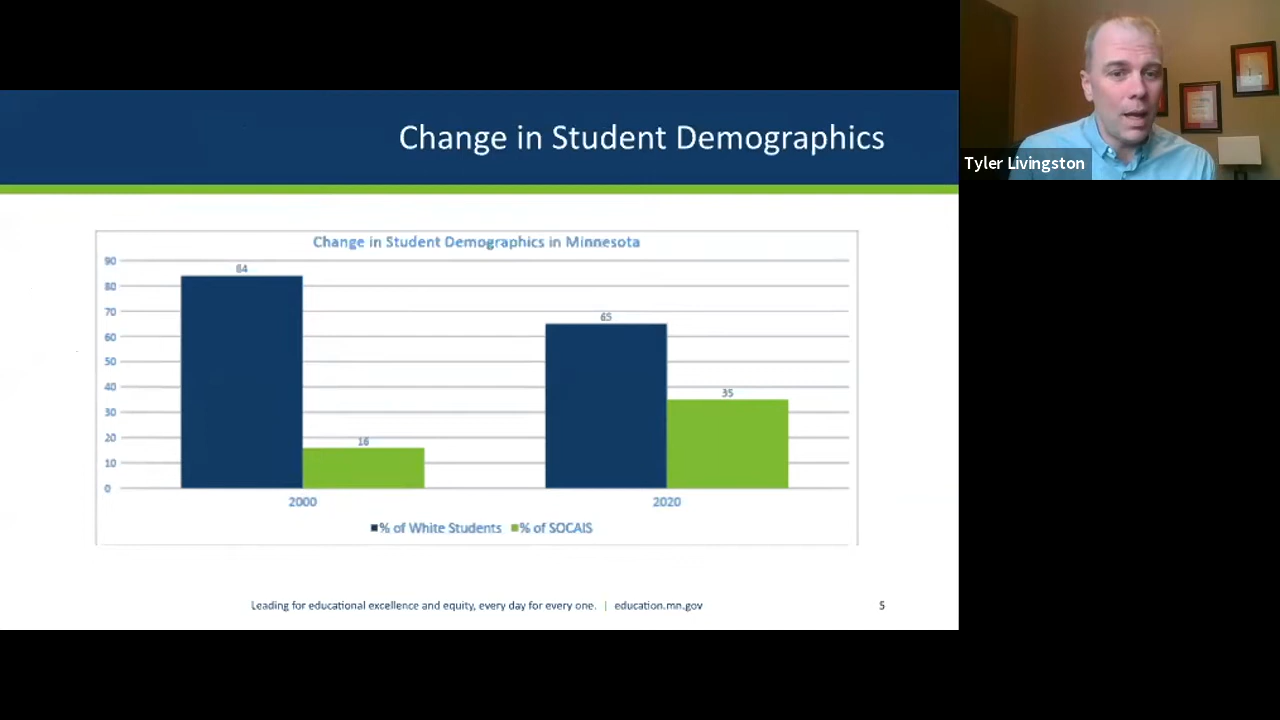 Change in Student Demographics
Tyler Livingston
Change in Student Demographics in Minnesota
90
80
70
60
50
40
30
20
10
0
84
16
65
35
2000
2020
% of White Students
% of SOCAIS
Leading for educational excellence and equity, every day for every one. | education.mn.gov
5